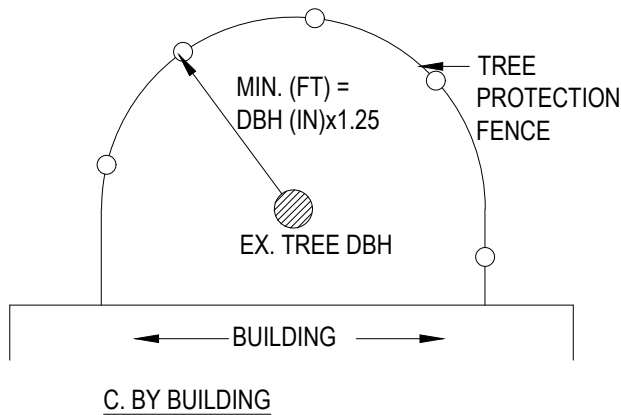 MIN. (FT) =
DBH (IN)x1.25
TREE
PROTECTION
FENCE
EX. TREE DBH
BUILDING
C. BY BUILDING